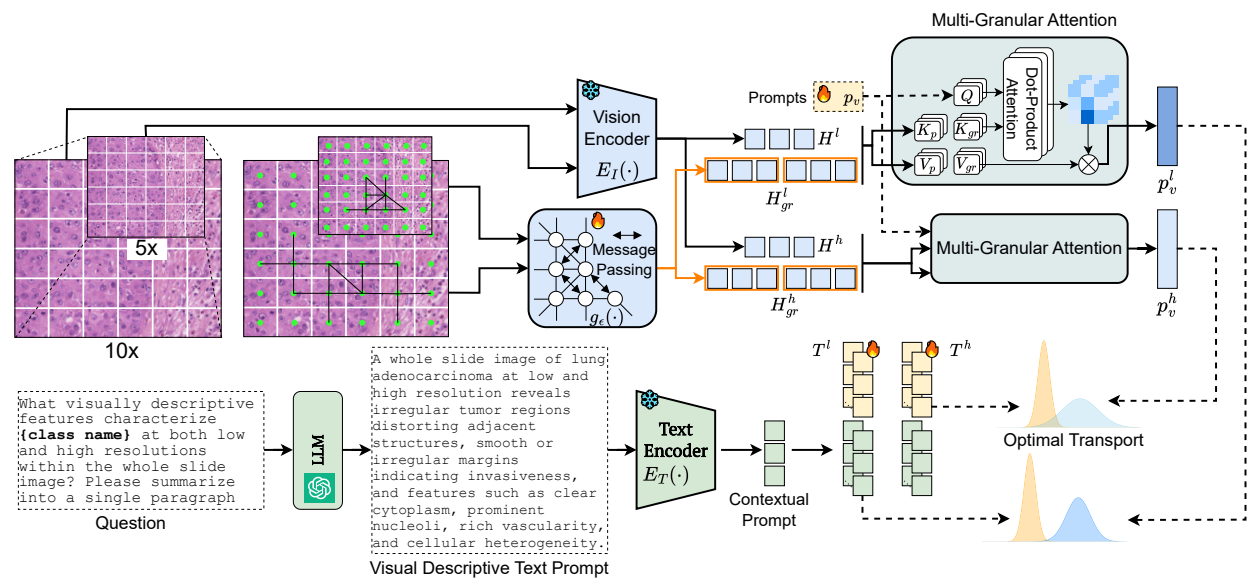 Multi-Granular Attention
Prompts
p_v
Q
K_p
K_gr
V_p
V_gr
Dot-Product
Attention
p_v^l
Vision
Encoder
E_I(·)
H^l
H_gr^l
5x
10x
Message
Passing
g_ϵ(·)
H^h
H_gr^h
Multi-Granular Attention
p_v^h
What visually descriptive
features characterize
{class name} at both low
and high resolutions
within the whole slide
image? Please summarize
into a single paragraph
Question
LLM
A whole slide image of lung
adenocarcinoma at low and
high resolution reveals
irregular tumor regions
distorting adjacent
structures, smooth or
irregular margins
indicating invasiveness,
and features such as clear
cytoplasm, prominent
nucleoli, rich vascularity,
and cellular heterogeneity.
Visual Descriptive Text Prompt
Text
Encoder
E_T(·)
Contextual
Prompt
T^l
T^h
Optimal Transport